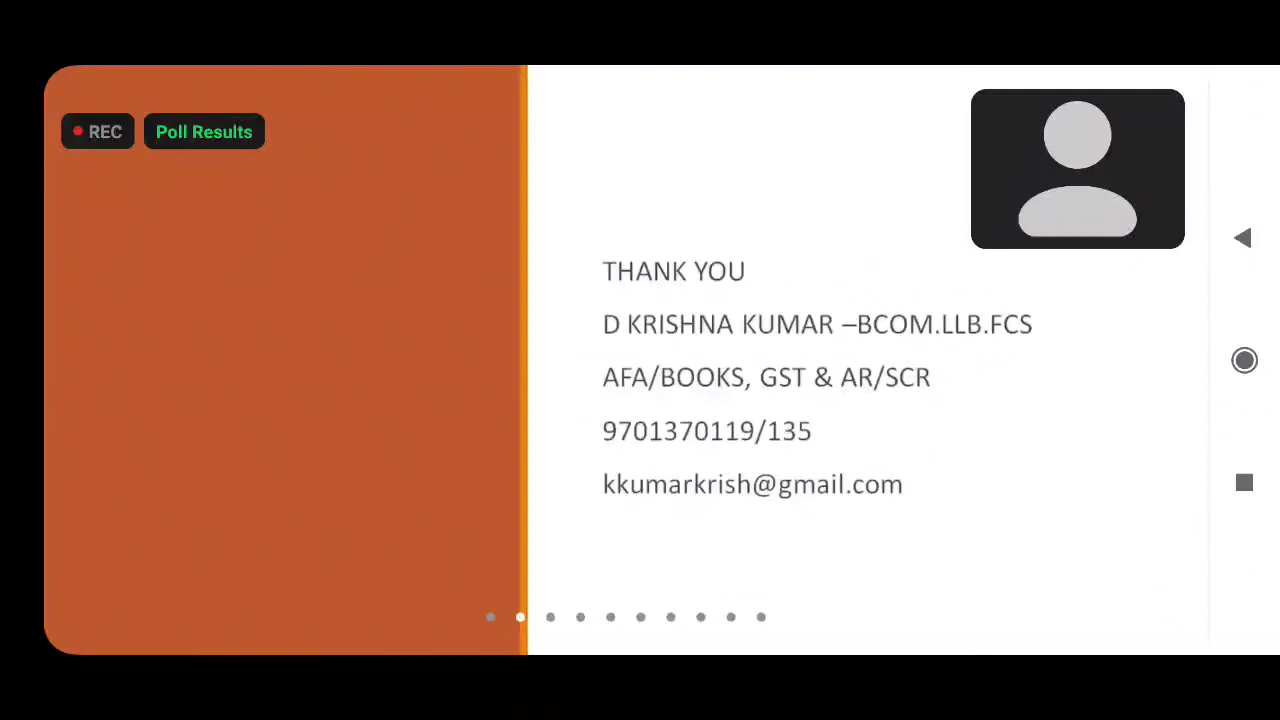 REC
Poll Results
THANK YOU
D KRISHNA KUMAR –BCOM.LLB.FCS
AFA/BOOKS, GST & AR/SCR
9701370119/135
kkumarkrish@gmail.com